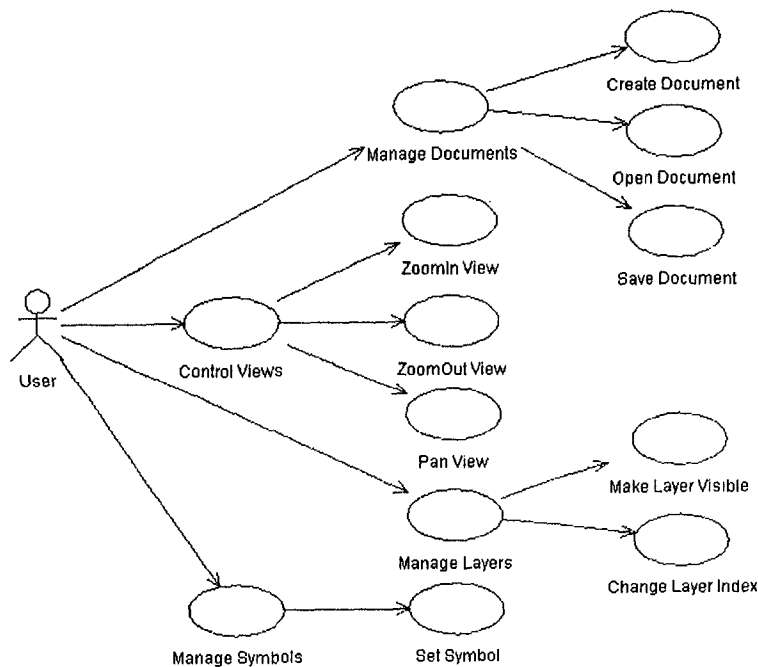 Create Document
Manage Documents
Open Document
ZoomIn View
Save Document
User
Control Views
ZoomOut View
Pan View
Make Layer Visible
Manage Layers
Change Layer Index
Manage Symbols
Set Symbol